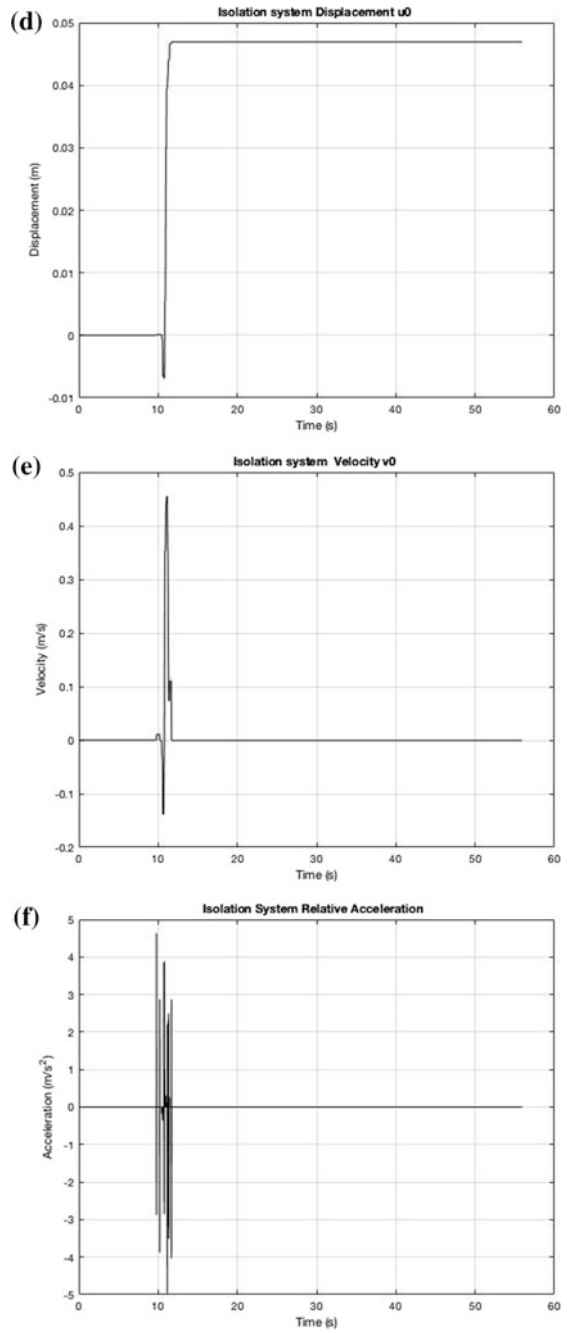 (d)
Isolation system Displacement u0
Displacement (m)
0.05
0.04
0.03
0.02
0.01
0
-0.01
0 10 20 30 40 50 60
Time (s)
(e)
Isolation system Velocity v0
Velocity (m/s)
0.5
0.4
0.3
0.2
0.1
0
-0.1
-0.2
0 10 20 30 40 50 60
Time (s)
(f)
Isolation System Relative Acceleration
Acceleration (m/s²)
5
4
3
2
1
0
-1
-2
-3
-4
-5
0 10 20 30 40 50 60
Time (s)